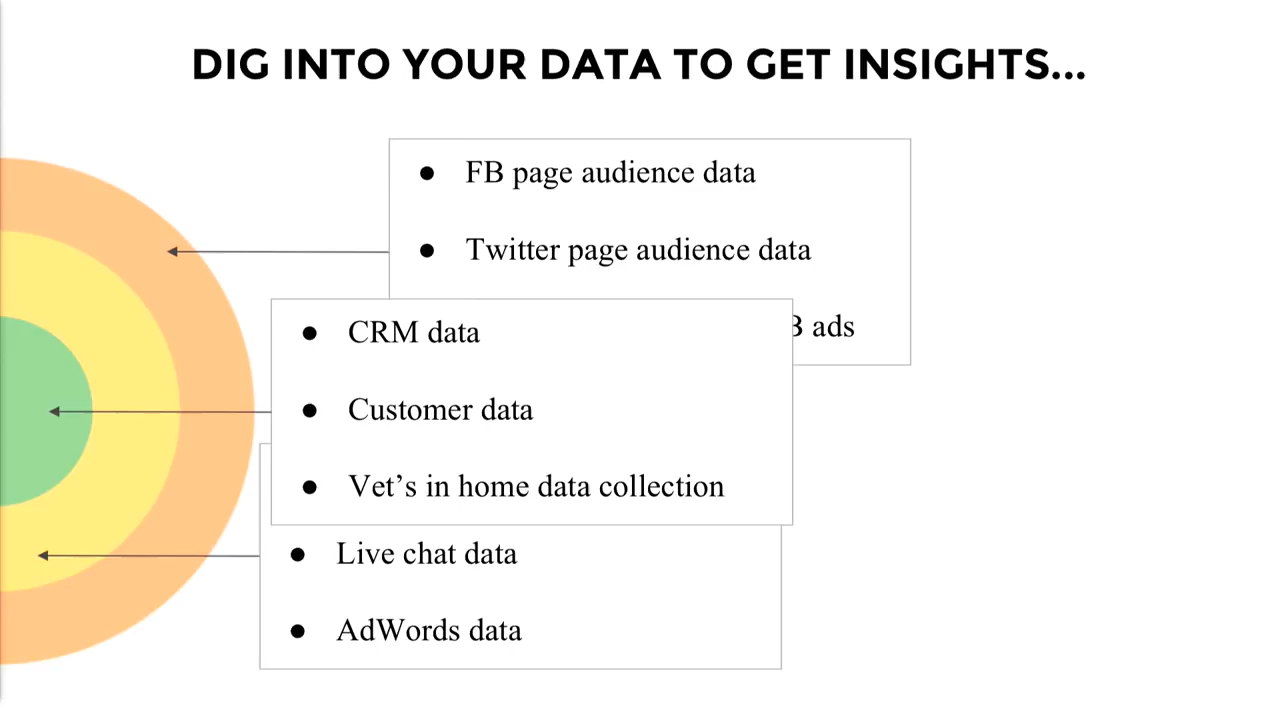 DIG INTO YOUR DATA TO GET INSIGHTS...
● FB page audience data
● Twitter page audience data
ads
● CRM data
● Customer data
● Vet’s in home data collection
● Live chat data
● AdWords data